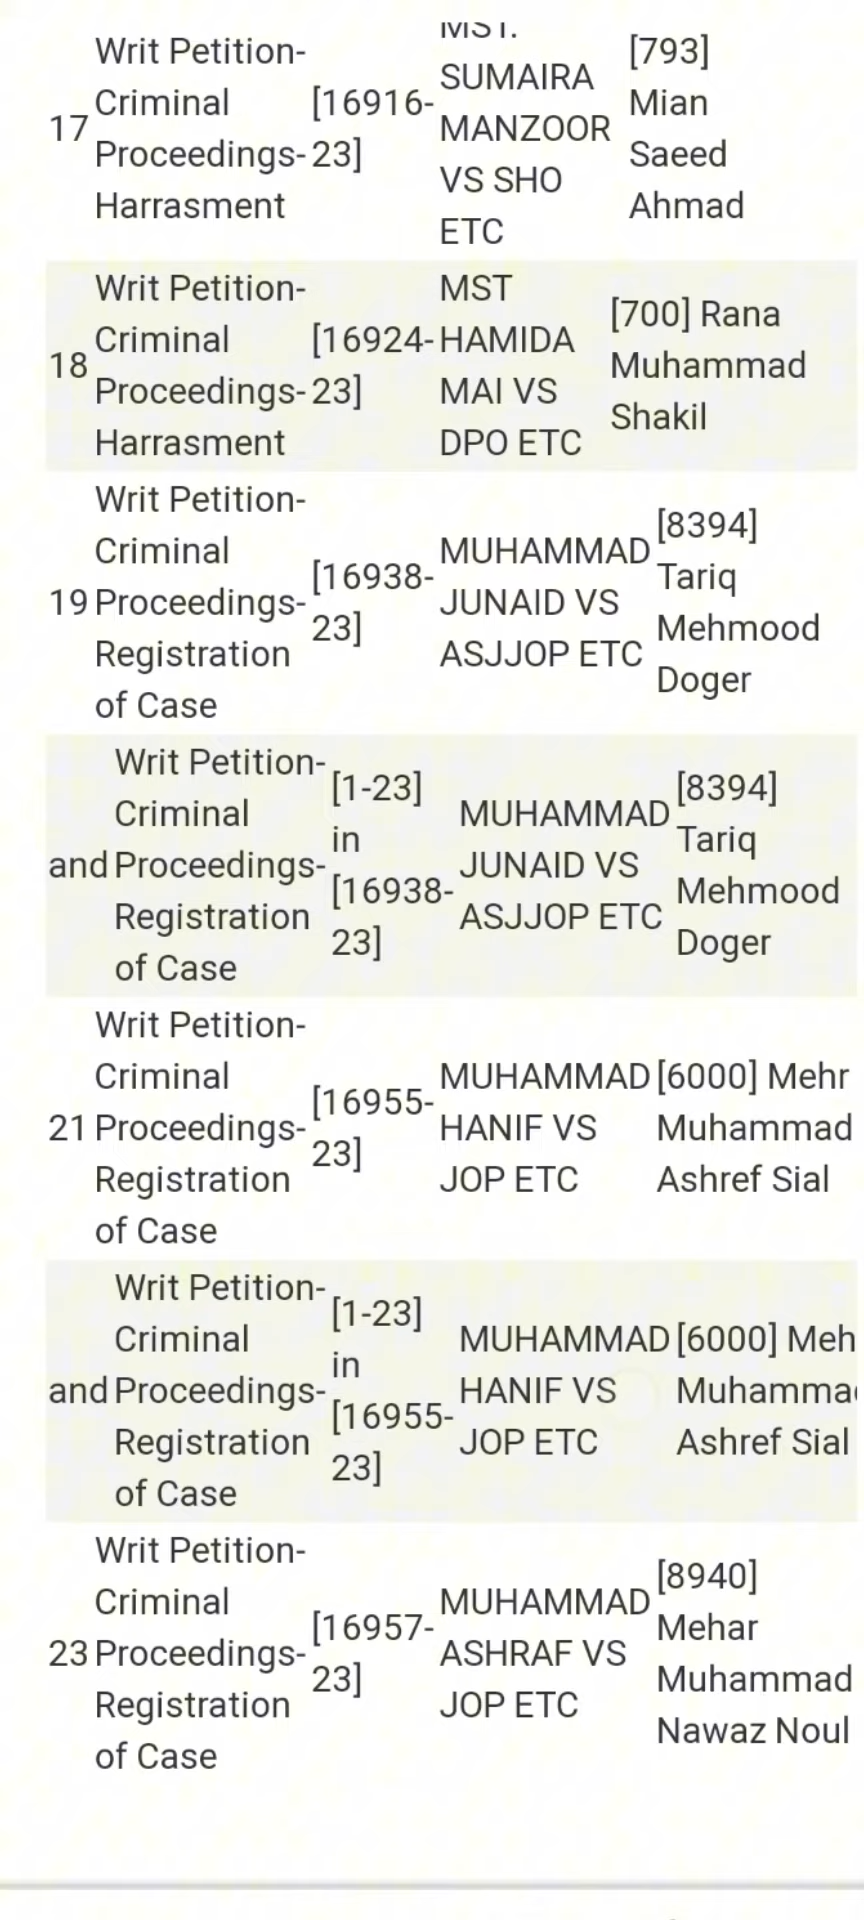 17
Writ Petition-
Criminal
Proceedings-
Harrasment
[16916-
23]
MST.
SUMAIRA
MANZOOR
VS SHO
ETC
[793]
Mian
Saeed
Ahmad
18
Writ Petition-
Criminal
Proceedings-
Harrasment
[16924-
23]
MST
HAMIDA
MAI VS
DPO ETC
[700] Rana
Muhammad
Shakil
19
Writ Petition-
Criminal
Proceedings-
Registration
of Case
[16938-
23]
MUHAMMAD
JUNAID VS
ASJJOP ETC
[8394]
Tariq
Mehmood
Doger
and
Writ Petition-
Criminal
Proceedings-
Registration
of Case
[1-23]
in
[16938-
23]
MUHAMMAD
JUNAID VS
ASJJOP ETC
[8394]
Tariq
Mehmood
Doger
21
Writ Petition-
Criminal
Proceedings-
Registration
of Case
[16955-
23]
MUHAMMAD
HANIF VS
JOP ETC
[6000] Mehr
Muhammad
Ashref Sial
and
Writ Petition-
Criminal
Proceedings-
Registration
of Case
[1-23]
in
[16955-
23]
MUHAMMAD
HANIF VS
JOP ETC
[6000] Meh
Muhamma
Ashref Sial
23
Writ Petition-
Criminal
Proceedings-
Registration
of Case
[16957-
23]
MUHAMMAD
ASHRAF VS
JOP ETC
[8940]
Mehar
Muhammad
Nawaz Noul